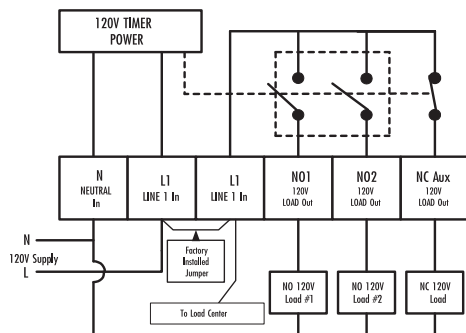 120V TIMER
POWER
N
NEUTRAL
In
L1
LINE 1 In
L1
LINE 1 In
NO1
120V
LOAD Out
NO2
120V
LOAD Out
NC Aux
120V
LOAD Out
N
120V Supply
L
Factory
Installed
Jumper
To Load Center
NO 120V
Load #1
NO 120V
Load #2
NC 120V
Load